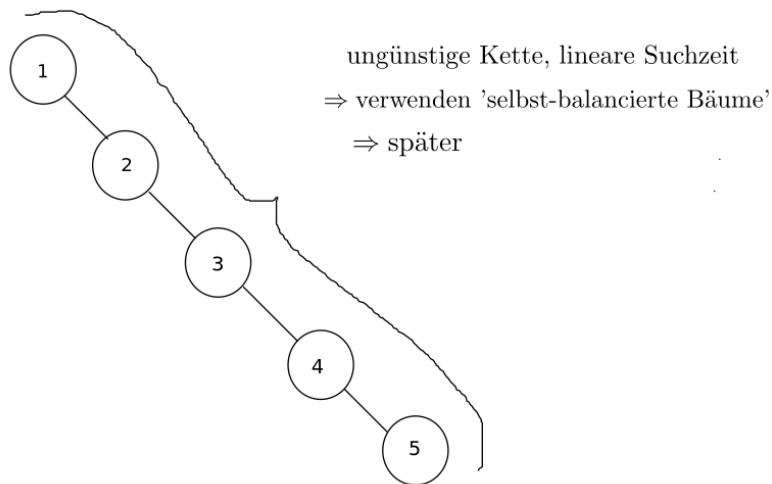 ungünstige Kette, lineare Suchzeit
⇒ verwenden 'selbst-balancierte Bäume'
⇒ später
1
2
3
4
5